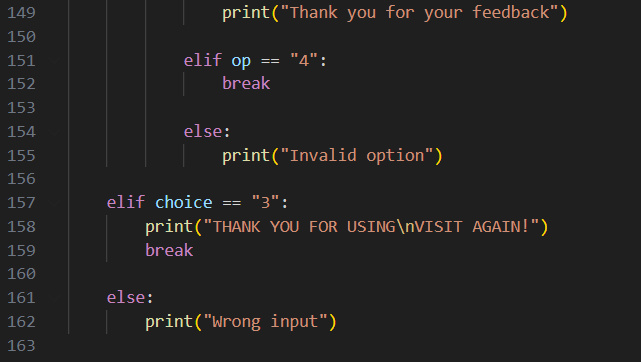 149                     print("Thank you for your feedback")
150
151                 elif op == "4":
152                     break
153
154                 else:
155                     print("Invalid option")
156
157         elif choice == "3":
158             print("THANK YOU FOR USING\nVISIT AGAIN!")
159             break
160
161         else:
162             print("Wrong input")
163